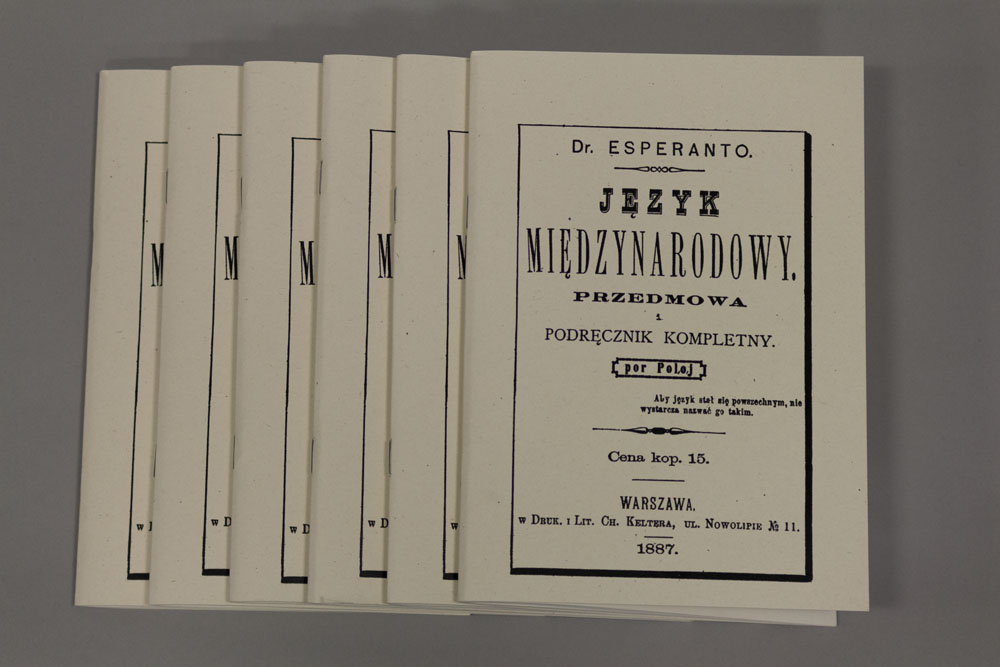 Dr. ESPERANTO.
JĘZYK
MIĘDZYNARODOWY.
PRZEDMOWA
i
PODRĘCZNIK KOMPLETNY.
por Poloj
Aby język stał się powszechnym, nie
wystarcza nazwać go takim.
Cena kop. 15.
WARSZAWA.
w Druk. i Lit. Ch. Keltera, ul. Nowolipie № 11.
1887.
M
w D
M
w D
M
w D
M
w D
M
w